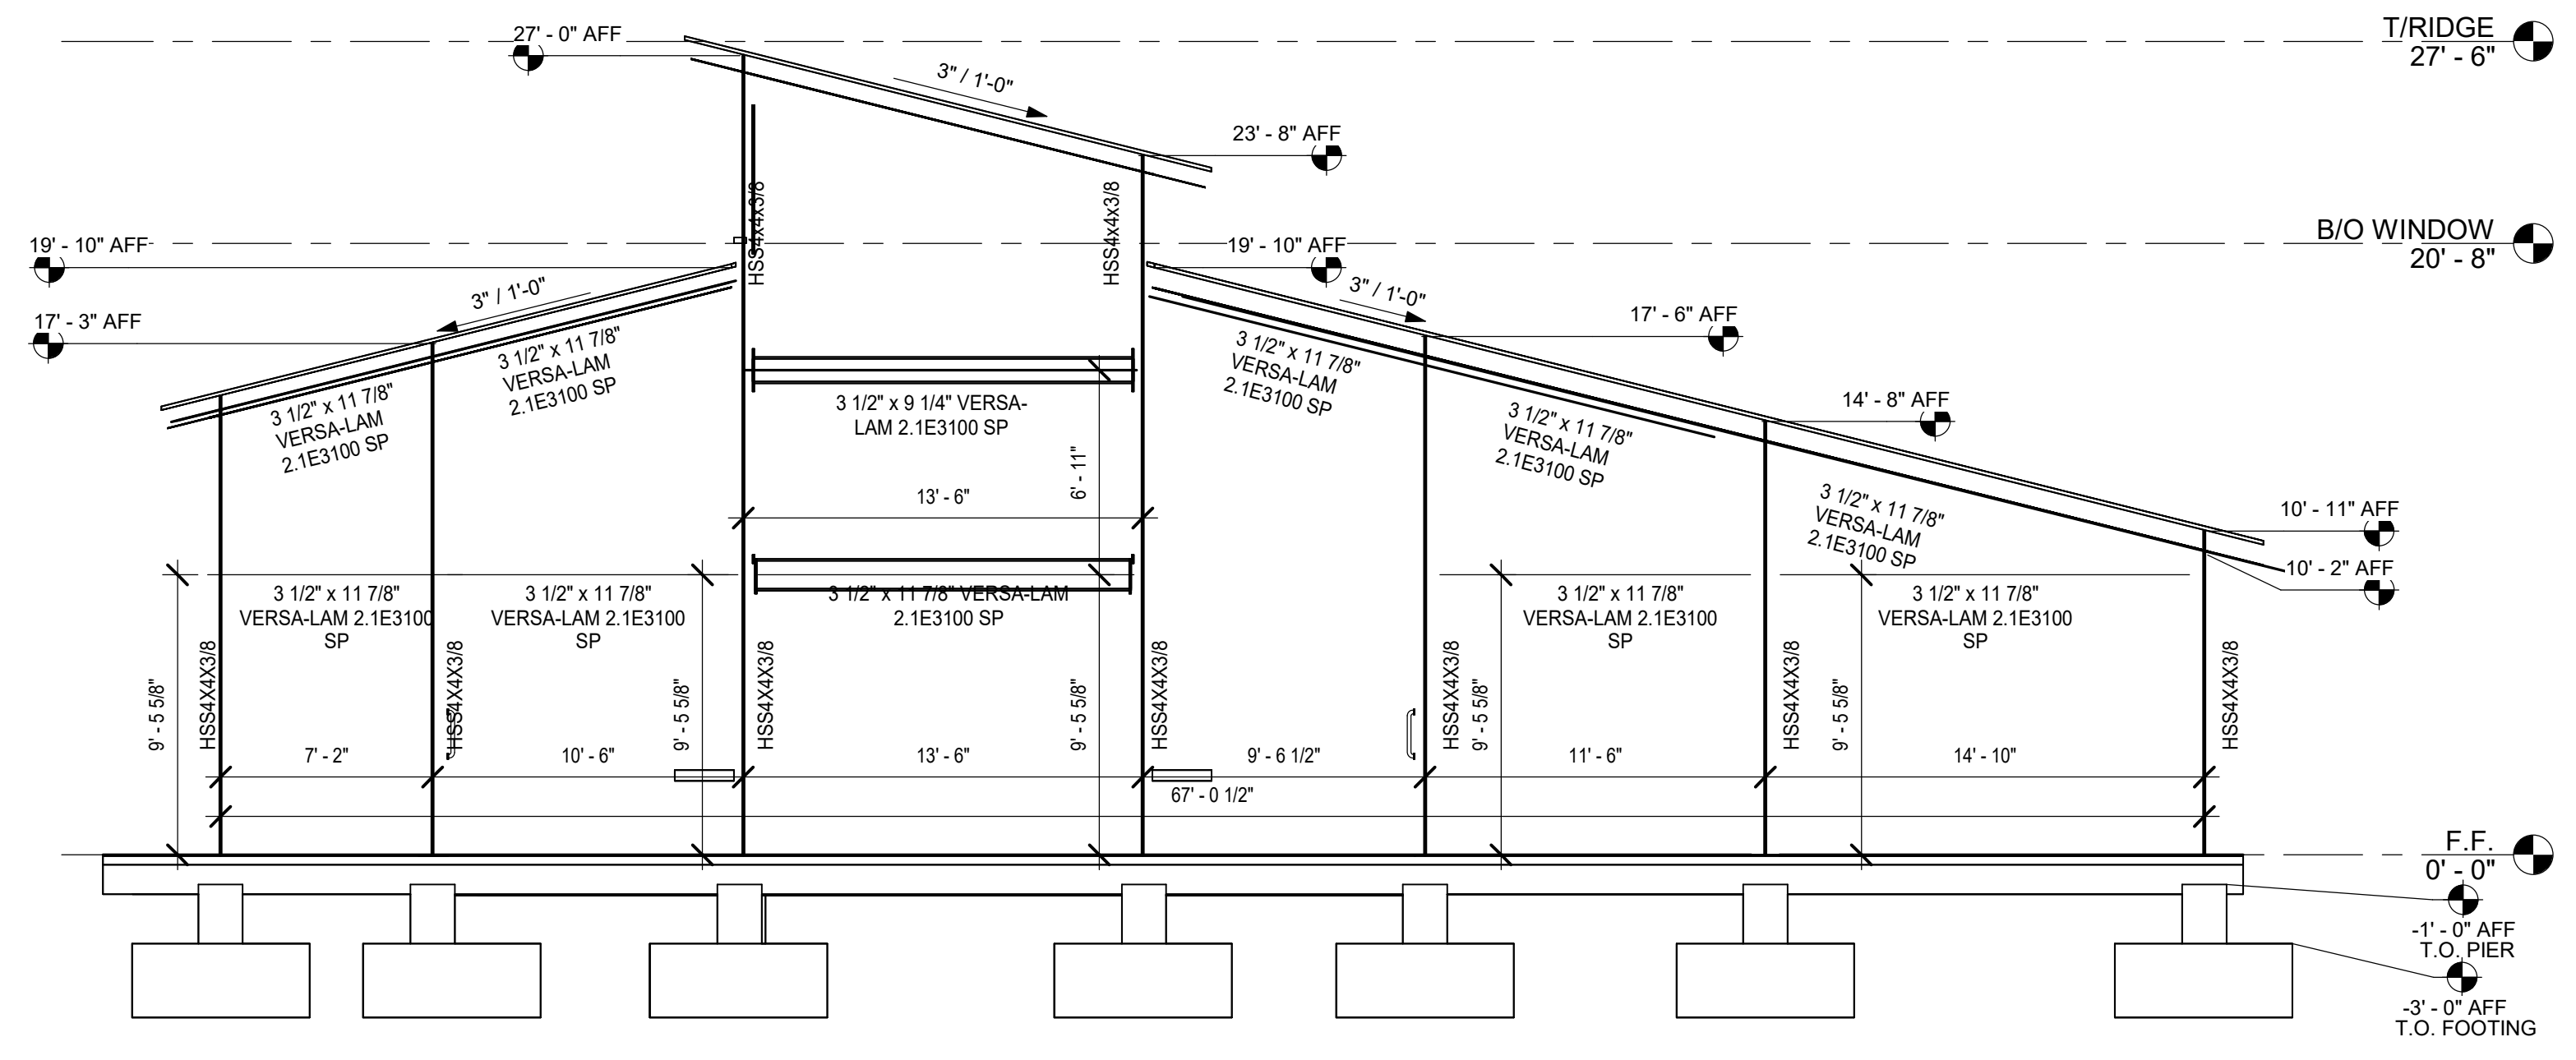 T/RIDGE
27' - 6"
27' - 0" AFF
3" / 1'-0"
23' - 8" AFF
HSS4x4x3/8
HSS4x4x3/8
B/O WINDOW
20' - 8"
19' - 10" AFF
19' - 10" AFF
3" / 1'-0"
3" / 1'-0"
17' - 3" AFF
17' - 6" AFF
3 1/2" x 11 7/8"
VERSA-LAM
2.1E3100 SP
3 1/2" x 11 7/8"
VERSA-LAM
2.1E3100 SP
3 1/2" x 9 1/4" VERSA-
LAM 2.1E3100 SP
3 1/2" x 11 7/8"
VERSA-LAM
2.1E3100 SP
3 1/2" x 11 7/8"
VERSA-LAM
2.1E3100 SP
14' - 8" AFF
3 1/2" x 11 7/8"
VERSA-LAM
2.1E3100 SP
6' - 11"
13' - 6"
10' - 11" AFF
10' - 2" AFF
3 1/2" x 11 7/8"
VERSA-LAM 2.1E3100
SP
3 1/2" x 11 7/8"
VERSA-LAM 2.1E3100
SP
3 1/2" x 11 7/8" VERSA-LAM
2.1E3100 SP
3 1/2" x 11 7/8"
VERSA-LAM 2.1E3100
SP
3 1/2" x 11 7/8"
VERSA-LAM 2.1E3100
SP
9' - 5 5/8"
HSS4X4X3/8
HSS4X4X3/8
9' - 5 5/8"
HSS4X4X3/8
9' - 5 5/8"
HSS4X4X3/8
HSS4X4X3/8
9' - 5 5/8"
HSS4X4X3/8
9' - 5 5/8"
HSS4X4X3/8
7' - 2"
10' - 6"
13' - 6"
9' - 6 1/2"
11' - 6"
14' - 10"
67' - 0 1/2"
F.F.
0' - 0"
-1' - 0" AFF
T.O. PIER
-3' - 0" AFF
T.O. FOOTING